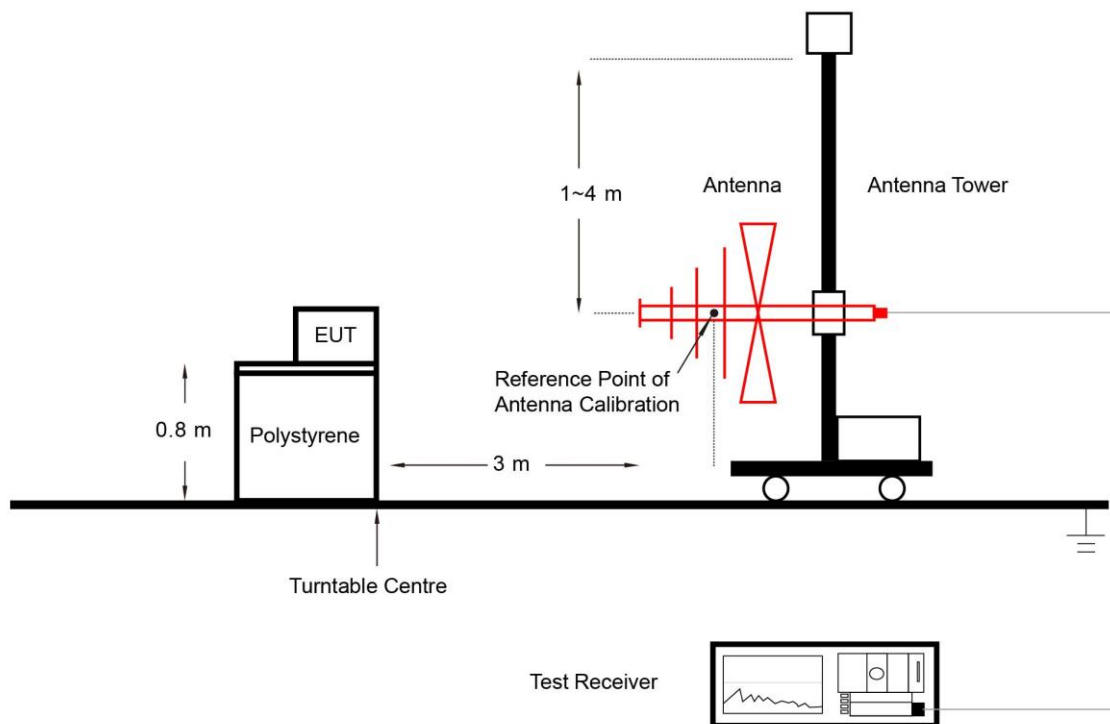 1~4 m
Antenna
Antenna Tower
EUT
Reference Point of
Antenna Calibration
0.8 m
Polystyrene
3 m
Turntable Centre
Test Receiver